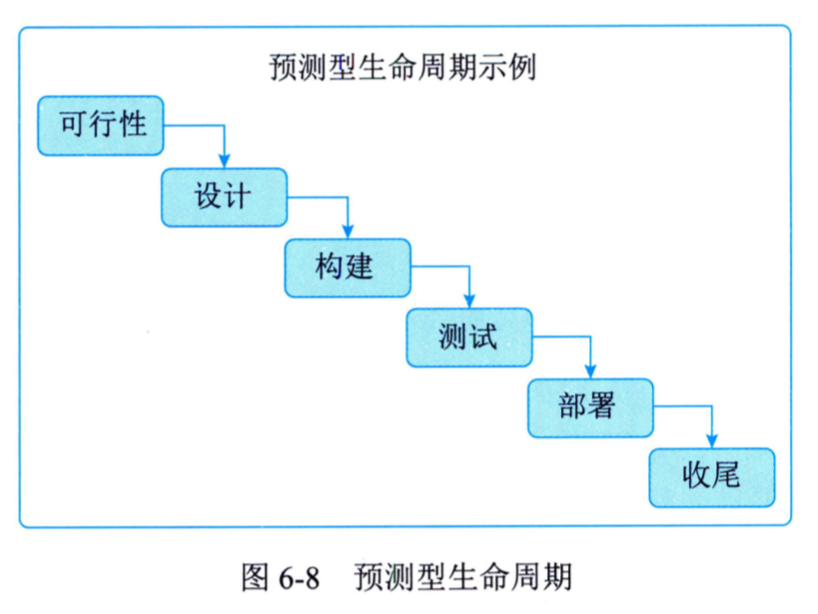 预测型生命周期示例
可行性
设计
构建
测试
部署
收尾
图 6-8 预测型生命周期